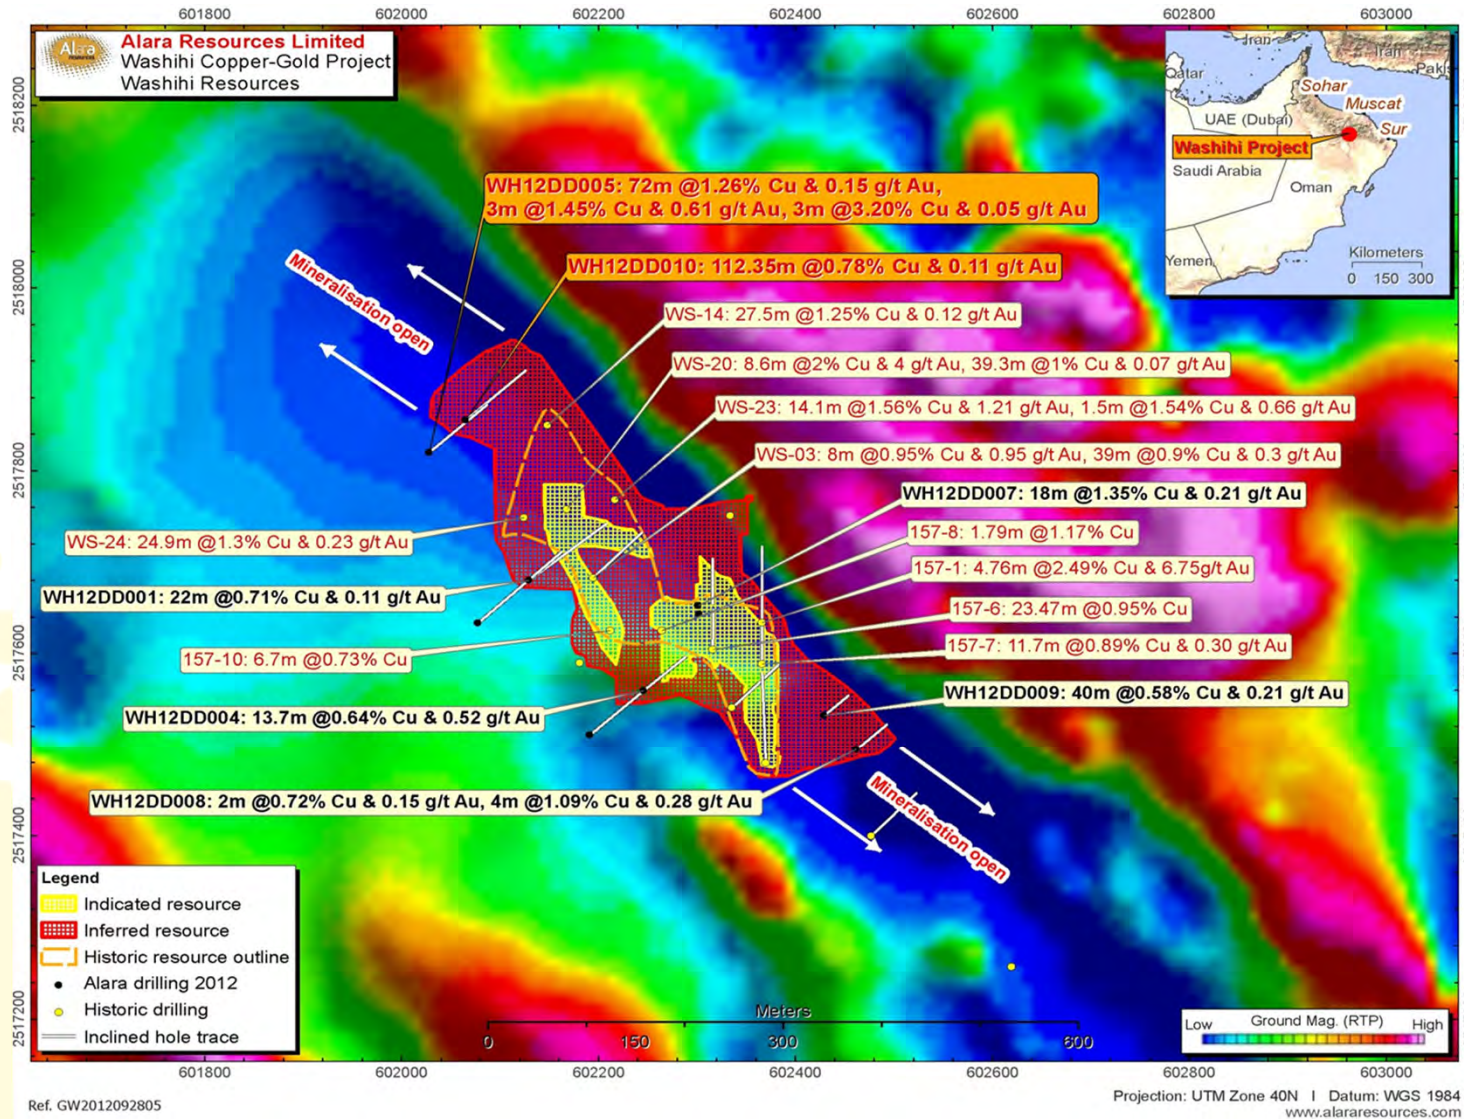 601800 602000 602200 602400 602600 602800 603000
Alara
Alara Resources Limited
Washihi Copper-Gold Project
Washihi Resources
Iran
Iran
Pakis
Qatar
Sohar
Muscat
UAE (Dubai)
Sur
Washihi Project
Saudi Arabia
Oman
Yemen
Kilometers
0 150 300
2518200
2518000
2517800
2517600
2517400
2517200
WH12DD005: 72m @1.26% Cu & 0.15 g/t Au,
3m @1.45% Cu & 0.61 g/t Au, 3m @3.20% Cu & 0.05 g/t Au
WH12DD010: 112.35m @0.78% Cu & 0.11 g/t Au
Mineralisation open
WS-14: 27.5m @1.25% Cu & 0.12 g/t Au
WS-20: 8.6m @2% Cu & 4 g/t Au, 39.3m @1% Cu & 0.07 g/t Au
WS-23: 14.1m @1.56% Cu & 1.21 g/t Au, 1.5m @1.54% Cu & 0.66 g/t Au
WS-03: 8m @0.95% Cu & 0.95 g/t Au, 39m @0.9% Cu & 0.3 g/t Au
WH12DD007: 18m @1.35% Cu & 0.21 g/t Au
157-8: 1.79m @1.17% Cu
WS-24: 24.9m @1.3% Cu & 0.23 g/t Au
157-1: 4.76m @2.49% Cu & 6.75g/t Au
WH12DD001: 22m @0.71% Cu & 0.11 g/t Au
157-6: 23.47m @0.95% Cu
157-7: 11.7m @0.89% Cu & 0.30 g/t Au
157-10: 6.7m @0.73% Cu
WH12DD009: 40m @0.58% Cu & 0.21 g/t Au
WH12DD004: 13.7m @0.64% Cu & 0.52 g/t Au
WH12DD008: 2m @0.72% Cu & 0.15 g/t Au, 4m @1.09% Cu & 0.28 g/t Au
Mineralisation open
Legend
Indicated resource
Inferred resource
Historic resource outline
Alara drilling 2012
Historic drilling
Inclined hole trace
Meters
0 150 300 600
Ground Mag. (RTP)
Low High
601800 602000 602200 602400 602600 602800 603000
Ref. GW2012092805
Projection: UTM Zone 40N I Datum: WGS 1984
www.alararesources.com